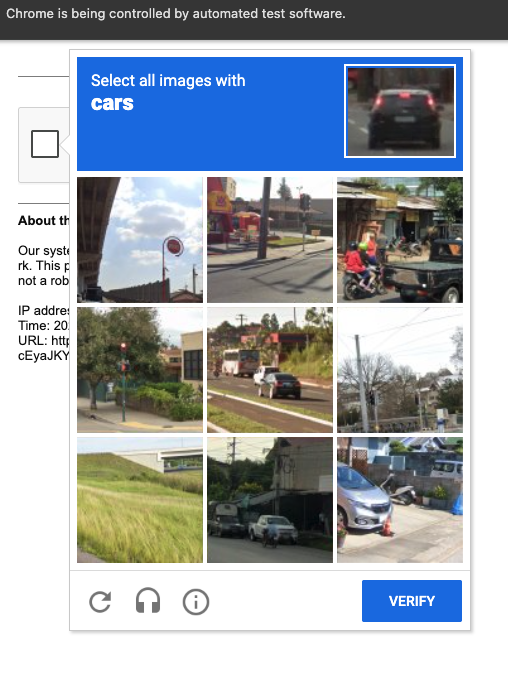 Chrome is being controlled by automated test software.
Select all images with
cars
About th
Our syste
rk. This p
not a rob
IP addres
Time: 20
URL: http
cEyaJKY
VERIFY